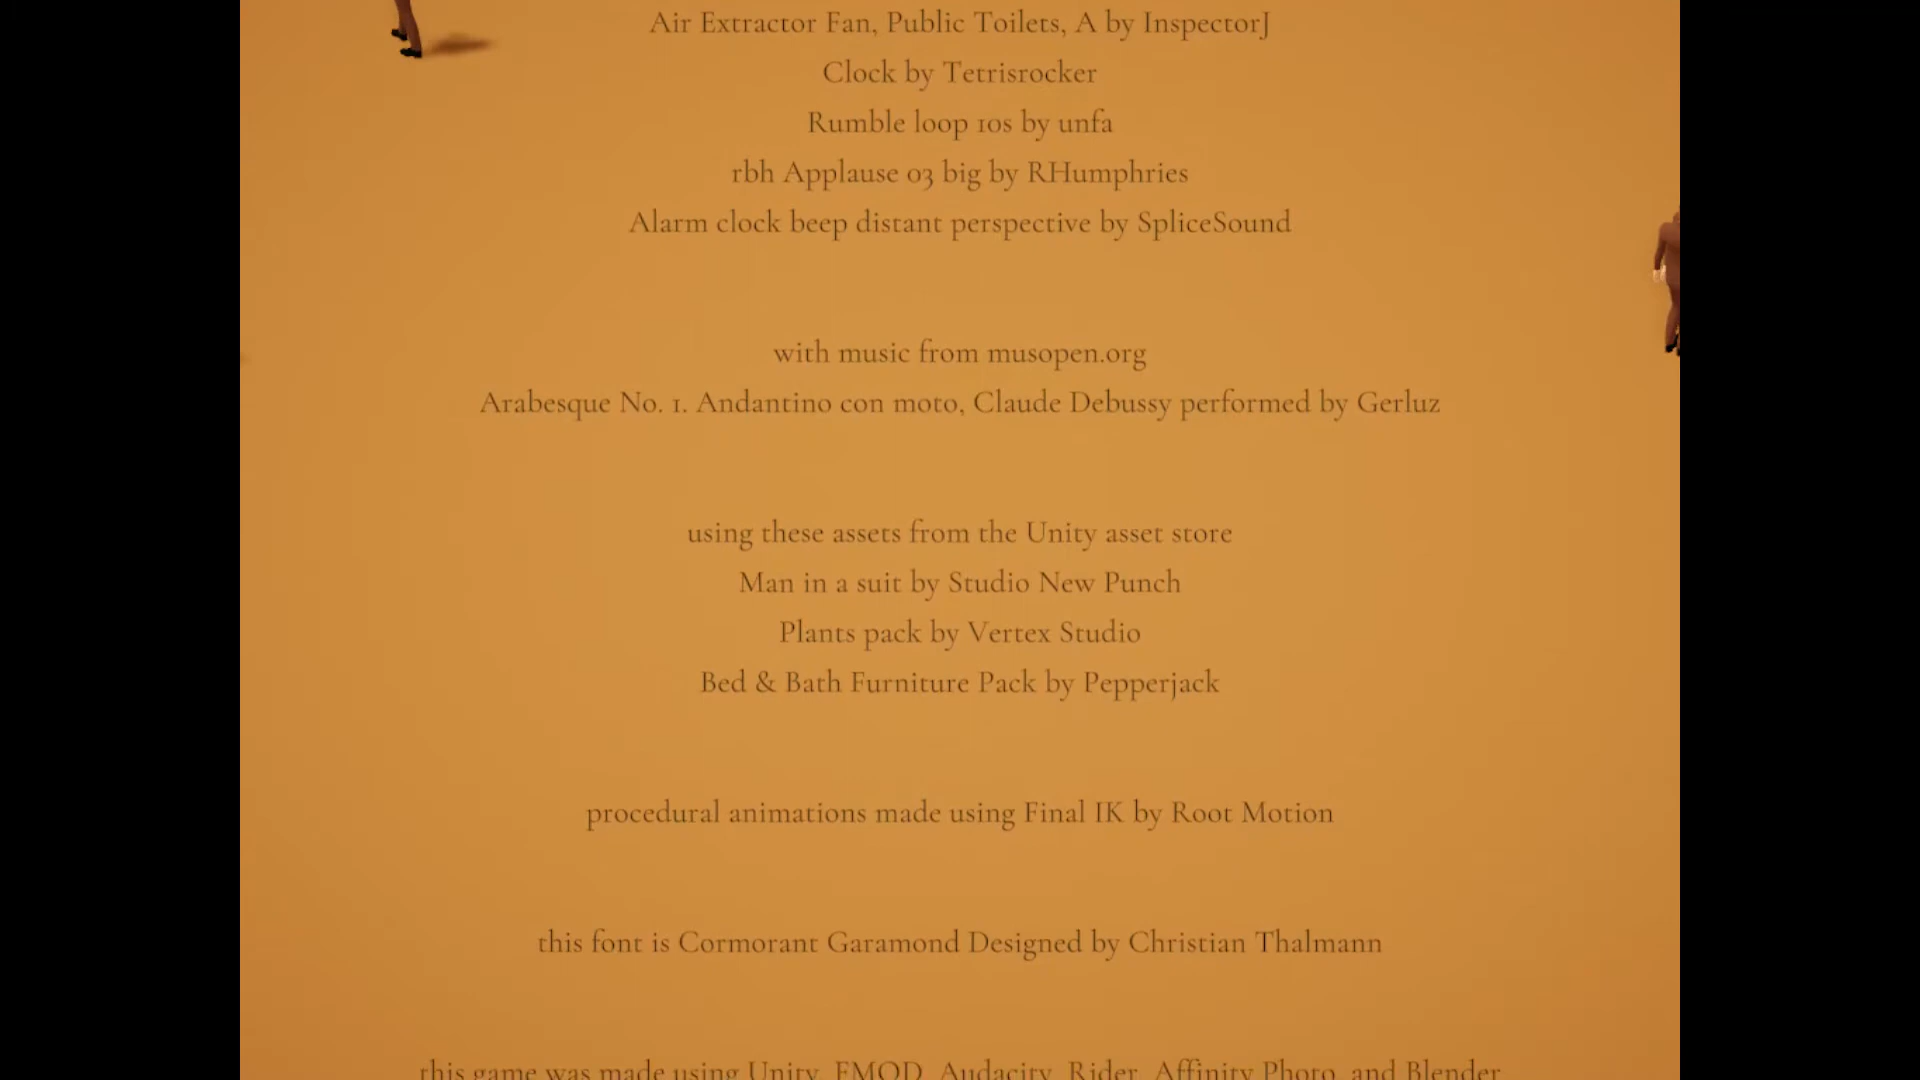 Air Extractor Fan, Public Toilets, A by InspectorJ
Clock by Tetrisrocker
Rumble loop 10s by unfa
rbh Applause 03 big by RHumphries
Alarm clock beep distant perspective by SpliceSound
with music from musopen.org
Arabesque No. 1. Andantino con moto, Claude Debussy performed by Gerluz
using these assets from the Unity asset store
Man in a suit by Studio New Punch
Plants pack by Vertex Studio
Bed & Bath Furniture Pack by Pepperjack
procedural animations made using Final IK by Root Motion
this font is Cormorant Garamond Designed by Christian Thalmann
this game was made using Unity, FMOD, Audacity, Rider, Affinity Photo, and Blender